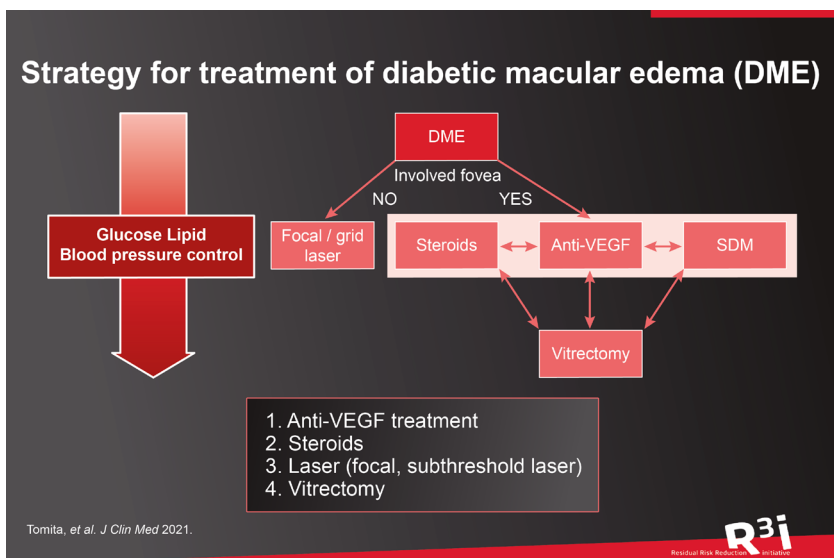 Strategy for treatment of diabetic macular edema (DME)
DME
Involved fovea
NO
YES
Glucose Lipid
Blood pressure control
Focal / grid
laser
Steroids
Anti-VEGF
SDM
Vitrectomy
1. Anti-VEGF treatment
2. Steroids
3. Laser (focal, subthreshold laser)
4. Vitrectomy
Tomita, et al. J Clin Med 2021.
R3i
Residual Risk Reduction initiative